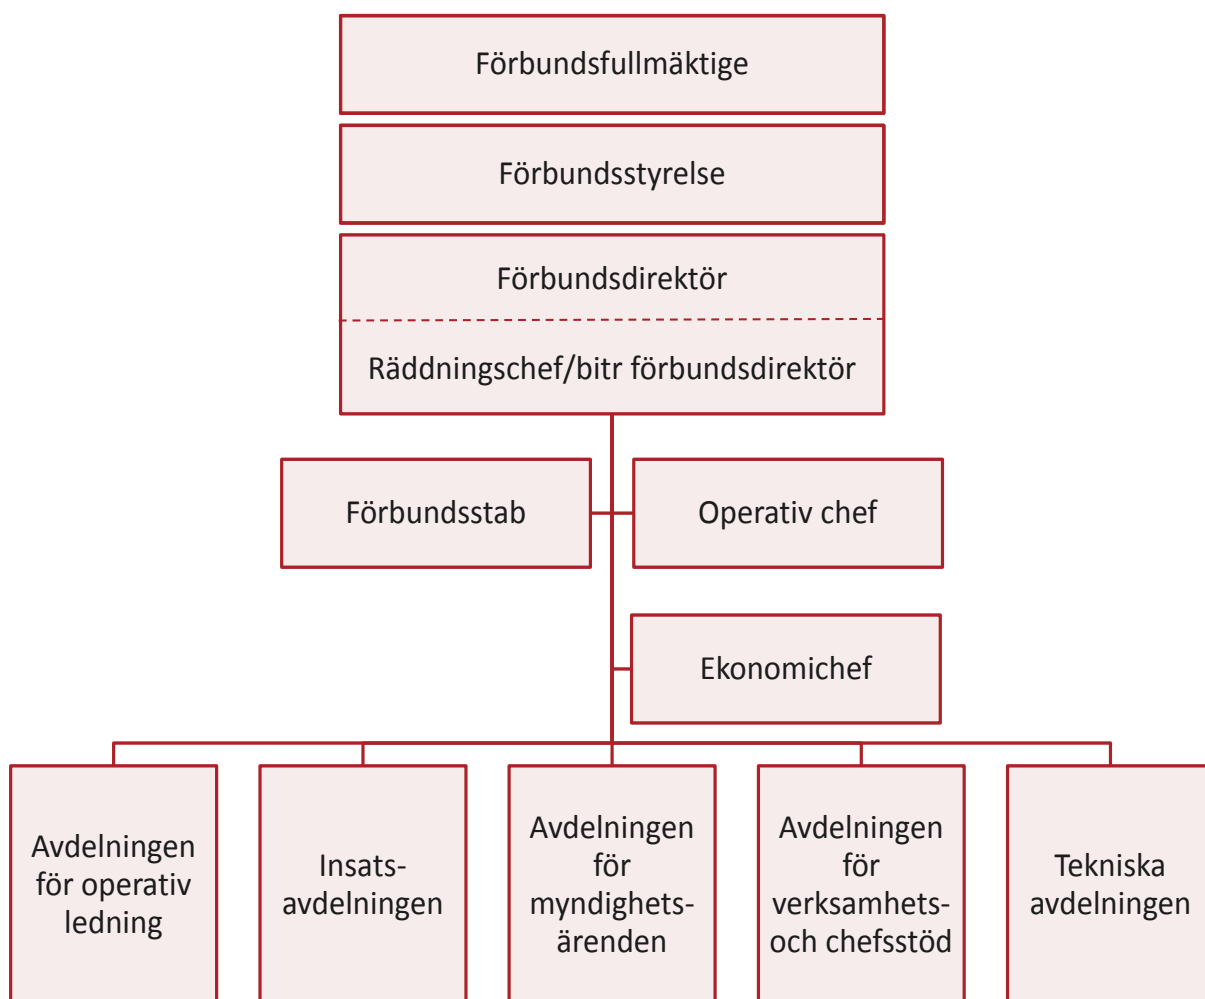 Förbundsfullmäktige
Förbundsstyrelse
Förbundsdirektör
Räddningschef/bitr förbundsdirektör
Förbundsstab
Operativ chef
Ekonomichef
Avdelningen
för operativ
ledning
Insats-
avdelningen
Avdelningen
för
myndighets-
ärenden
Avdelningen
för
verksamhets-
och chefsstöd
Tekniska
avdelningen